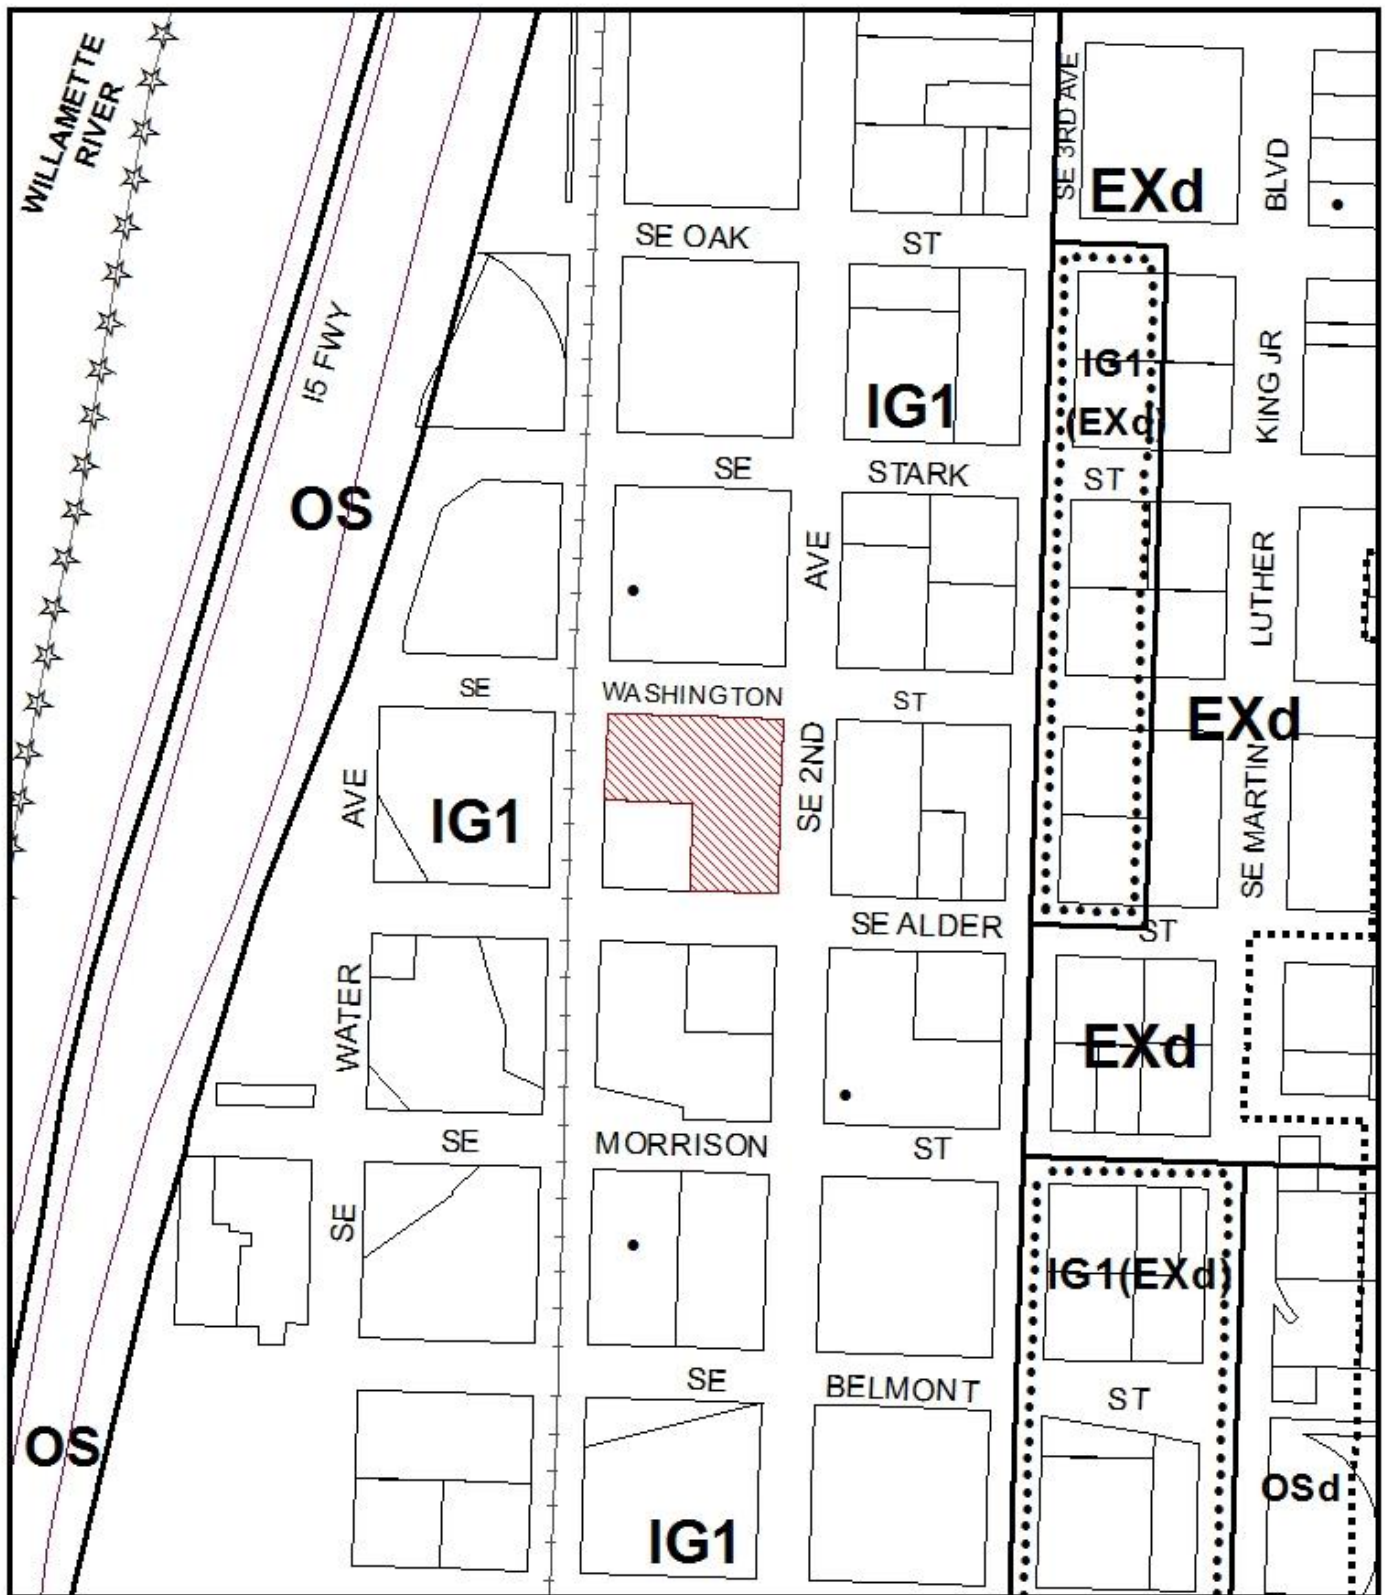 WILLAMETTE
RIVER
SE 3RD AVE
EXd
BLVD
SE OAK
ST
I5 FWY
IG1
IG1
(EXd)
KING JR
OS
SE
STARK
ST
AVE
LUTHER
SE
WASHINGTON
ST
EXd
AVE
IG1
SE 2ND
SE MARTIN
SE ALDER
ST
WATER
EXd
SE
MORRISON
ST
SE
IG1(EXd)
SE
BELMONT
ST
OS
OSd
IG1